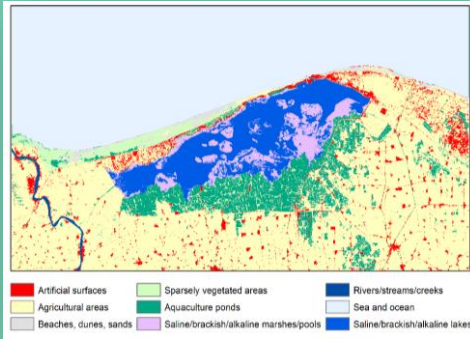 Artificial surfaces
Sparsely vegetated areas
Rivers/streams/creeks
Agricultural areas
Aquaculture ponds
Sea and ocean
Beaches, dunes, sands
Saline/brackish/alkaline marshes/pools
Saline/brackish/alkaline lakes